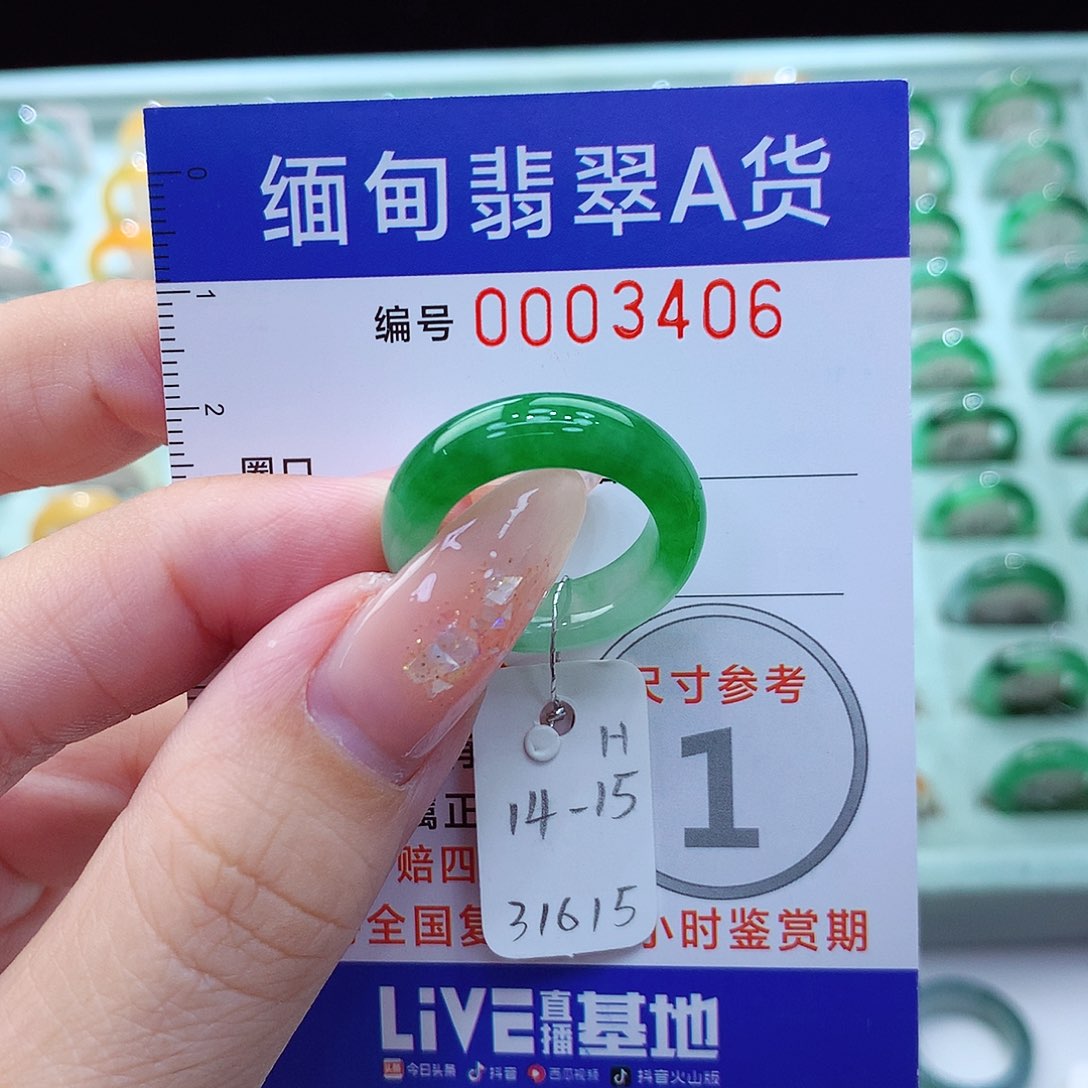 缅甸翡翠A货
0
1
2
编号 0003406
圈口
尺寸参考
1
H
14-15
31615
正
赔四
全国复 小时鉴赏期
LiVE直播基地
今日头条 抖音 西瓜视频 抖音火山版